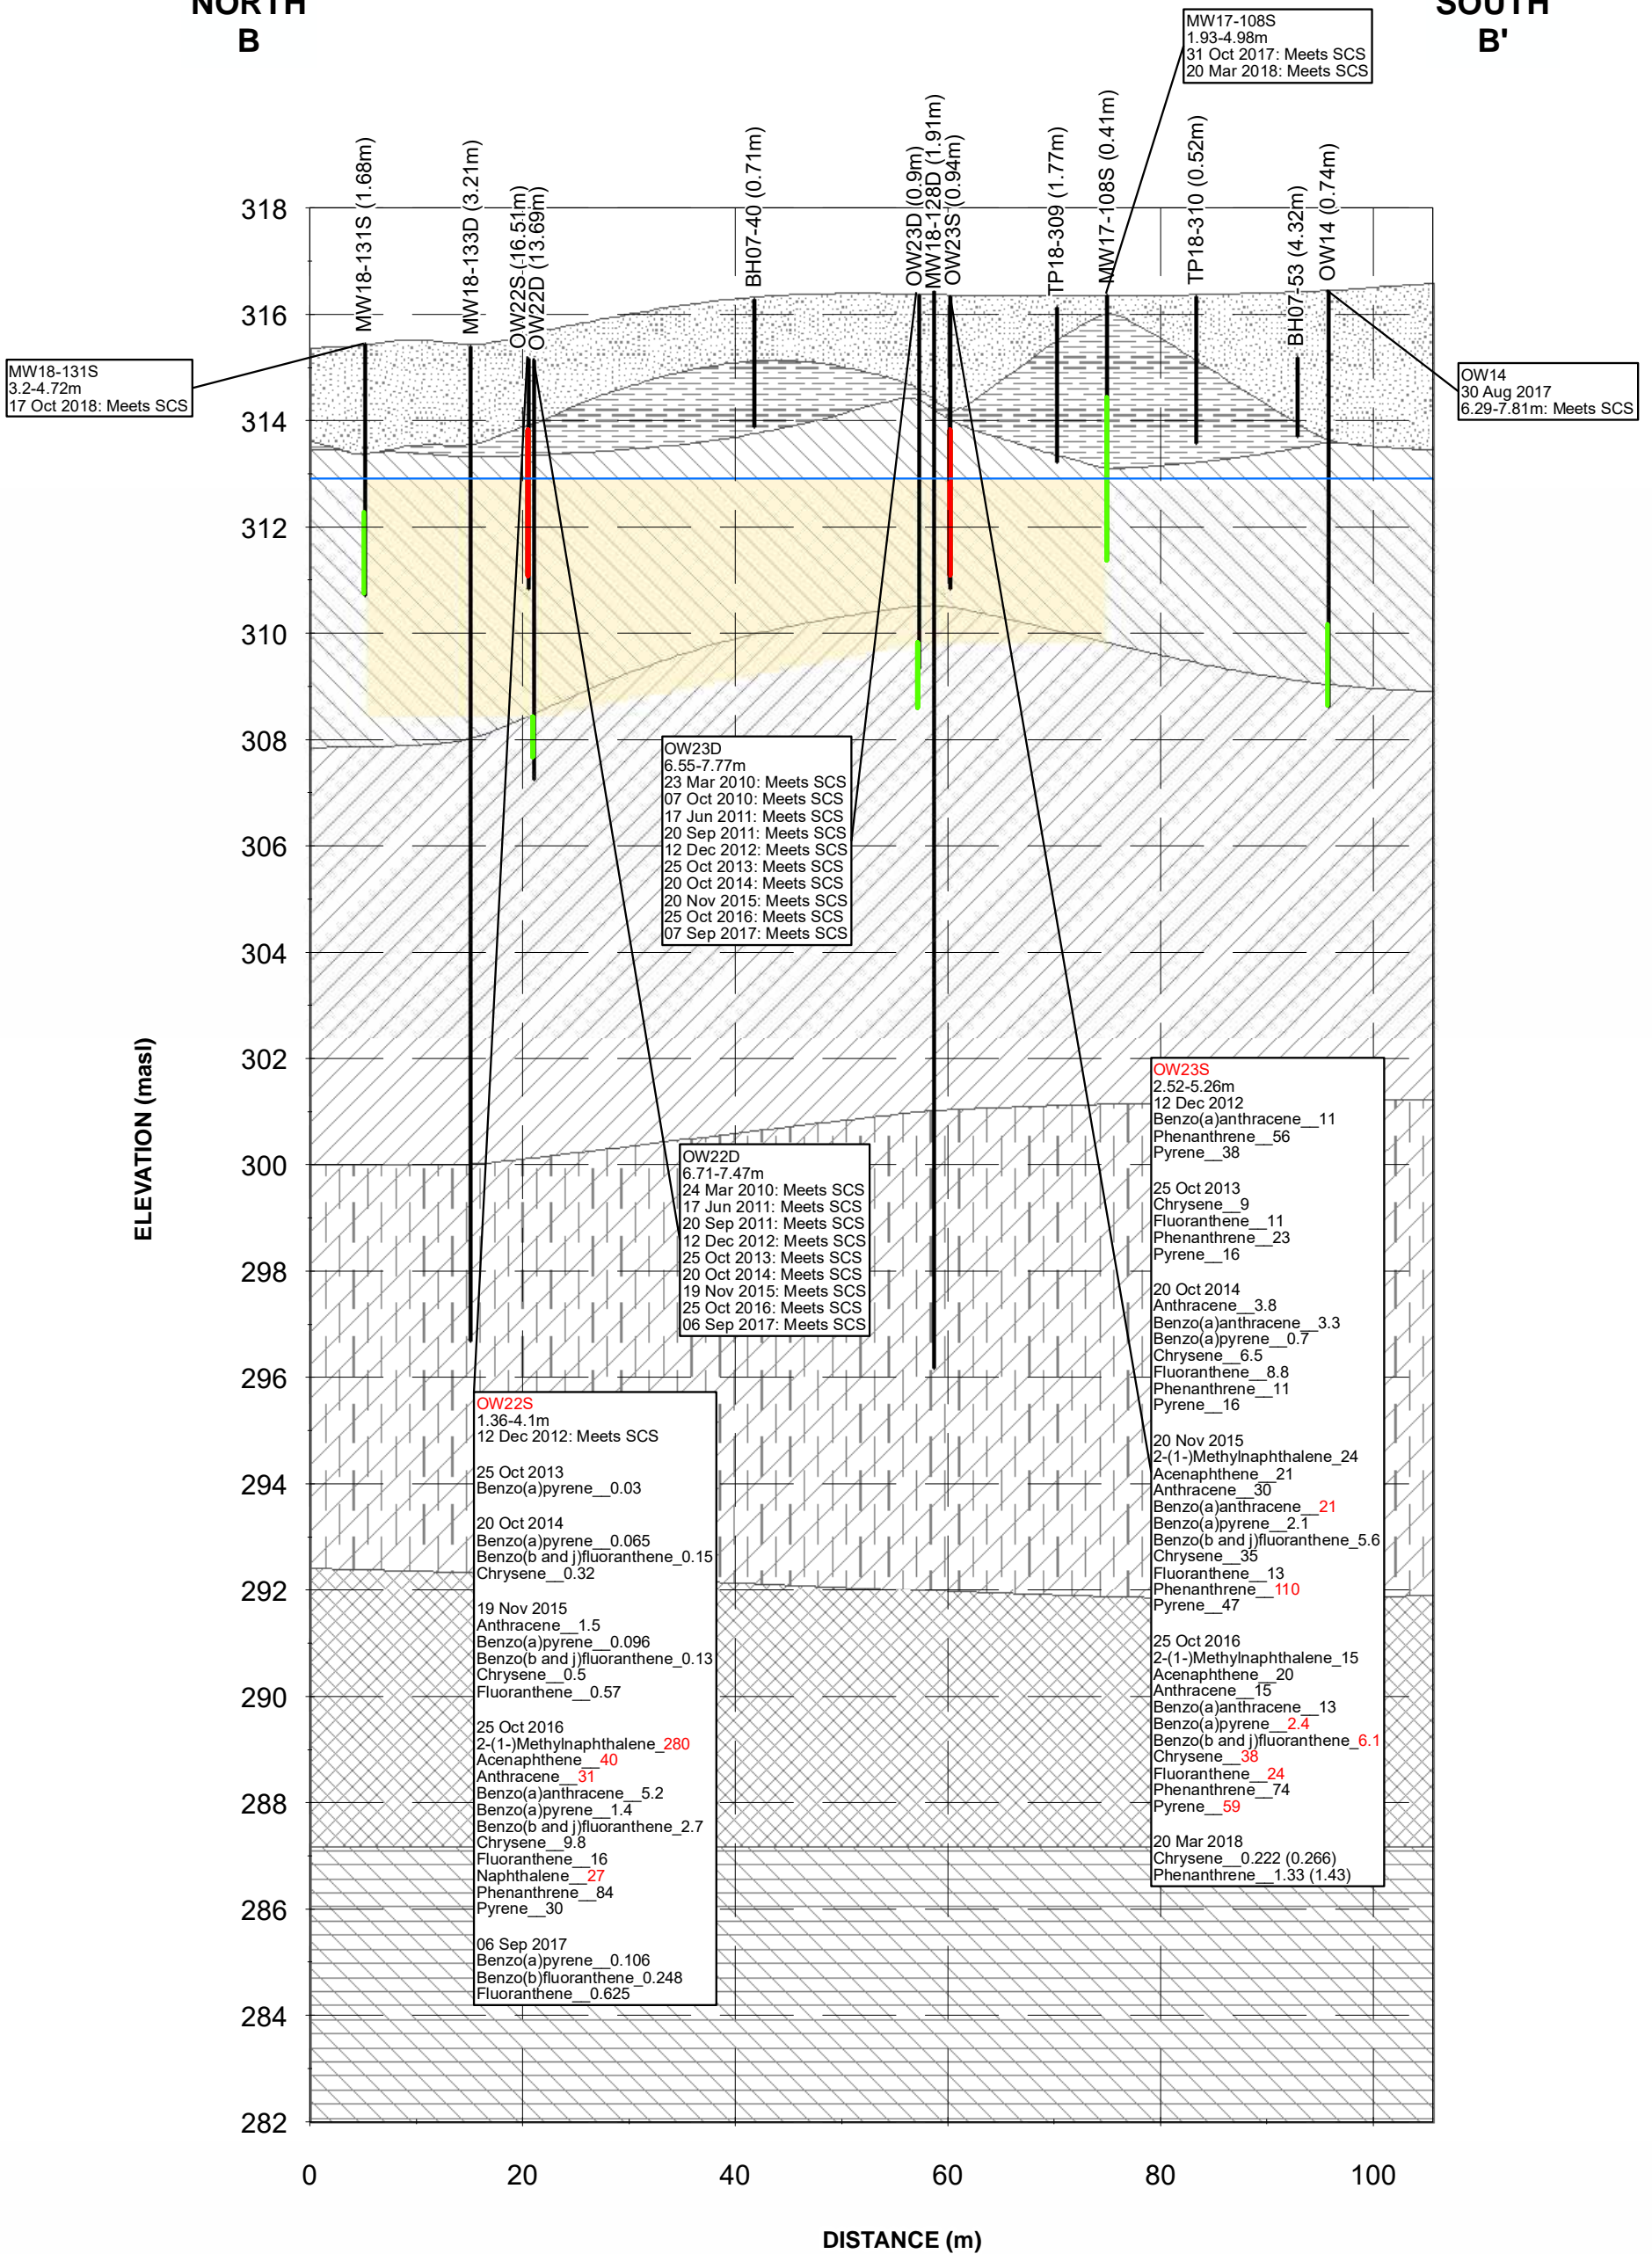 NORTH
B
SOUTH
B'
MW17-108S
1.93-4.98m
31 Oct 2017: Meets SCS
20 Mar 2018: Meets SCS
MW18-131S (1.68m)
MW18-133D (3.21m)
OW22S (16.51m)
OW22D (13.69m)
BH07-40 (0.71m)
OW23D (0.9m)
MW18-128D (1.91m)
OW23S (0.94m)
TP18-309 (1.77m)
MW17-108S (0.41m)
TP18-310 (0.52m)
BH07-53 (4.32m)
OW14 (0.74m)
MW18-131S
3.2-4.72m
17 Oct 2018: Meets SCS
OW14
30 Aug 2017
6.29-7.81m: Meets SCS
318
316
314
312
310
308
306
304
302
300
298
296
294
292
290
288
286
284
282
ELEVATION (masl)
OW23D
6.55-7.77m
23 Mar 2010: Meets SCS
07 Oct 2010: Meets SCS
17 Jun 2011: Meets SCS
20 Sep 2011: Meets SCS
12 Dec 2012: Meets SCS
25 Oct 2013: Meets SCS
20 Oct 2014: Meets SCS
20 Nov 2015: Meets SCS
25 Oct 2016: Meets SCS
07 Sep 2017: Meets SCS
OW22D
6.71-7.47m
24 Mar 2010: Meets SCS
17 Jun 2011: Meets SCS
20 Sep 2011: Meets SCS
12 Dec 2012: Meets SCS
25 Oct 2013: Meets SCS
20 Oct 2014: Meets SCS
19 Nov 2015: Meets SCS
25 Oct 2016: Meets SCS
06 Sep 2017: Meets SCS
OW22S
1.36-4.1m
12 Dec 2012: Meets SCS
25 Oct 2013
Benzo(a)pyrene__0.03
20 Oct 2014
Benzo(a)pyrene__0.065
Benzo(b and j)fluoranthene_0.15
Chrysene__0.32
19 Nov 2015
Anthracene__1.5
Benzo(a)pyrene__0.096
Benzo(b and j)fluoranthene_0.13
Chrysene__0.5
Fluoranthene__0.57
25 Oct 2016
2-(1-)Methylnaphthalene_280
Acenaphthene__40
Anthracene__31
Benzo(a)anthracene__5.2
Benzo(a)pyrene__1.4
Benzo(b and j)fluoranthene_2.7
Chrysene__9.8
Fluoranthene__16
Naphthalene__27
Phenanthrene__84
Pyrene__30
06 Sep 2017
Benzo(a)pyrene__0.106
Benzo(b)fluoranthene_0.248
Fluoranthene__0.625
OW23S
2.52-5.26m
12 Dec 2012
Benzo(a)anthracene__11
Phenanthrene__56
Pyrene__38
25 Oct 2013
Chrysene__9
Fluoranthene__11
Phenanthrene__23
Pyrene__16
20 Oct 2014
Anthracene__3.8
Benzo(a)anthracene__3.3
Benzo(a)pyrene__0.7
Chrysene__6.5
Fluoranthene__8.8
Phenanthrene__11
Pyrene__16
20 Nov 2015
2-(1-)Methylnaphthalene_24
Acenaphthene__21
Anthracene__30
Benzo(a)anthracene__21
Benzo(a)pyrene__2.1
Benzo(b and j)fluoranthene_5.6
Chrysene__35
Fluoranthene__13
Phenanthrene__110
Pyrene__47
25 Oct 2016
2-(1-)Methylnaphthalene_15
Acenaphthene__20
Anthracene__15
Benzo(a)anthracene__13
Benzo(a)pyrene__2.4
Benzo(b and j)fluoranthene_6.1
Chrysene__38
Fluoranthene__24
Phenanthrene__74
Pyrene__59
20 Mar 2018
Chrysene__0.222 (0.266)
Phenanthrene__1.33 (1.43)
0
20
40
60
80
100
DISTANCE (m)